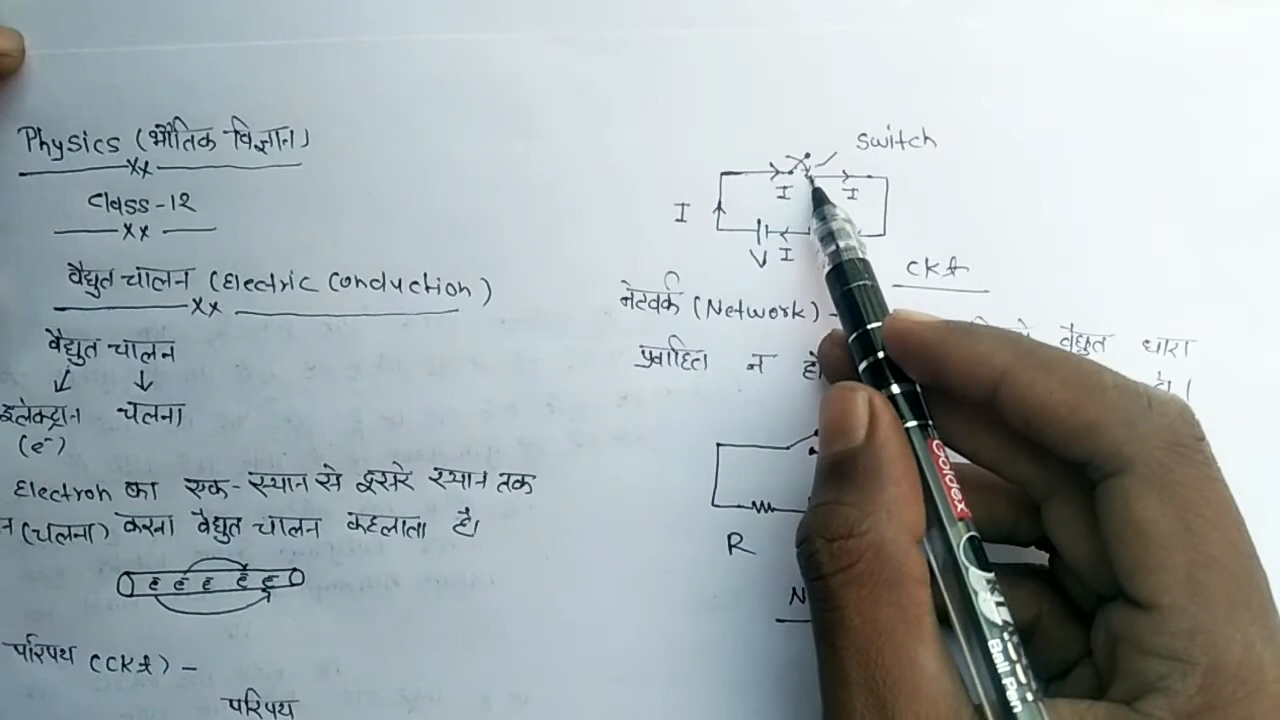 Physics (भौतिक विज्ञान)
Class-12
वैद्युत चालन (Electric Conduction)
वैद्युत चालन
इलेक्ट्रान चलना
(e⁻)
Electron का एक-स्थान से दूसरे स्थान तक
न (चलना) करना वैद्युत चालन कहलाता है।
e e e e e
परिपथ (CKt) -
परिपथ
Switch
I I
I
V I
CKt
नेटवर्क (Network) -
वैद्युत धारा
प्रवाहित न हो
है।
R
N
Goldex
Ball Pen